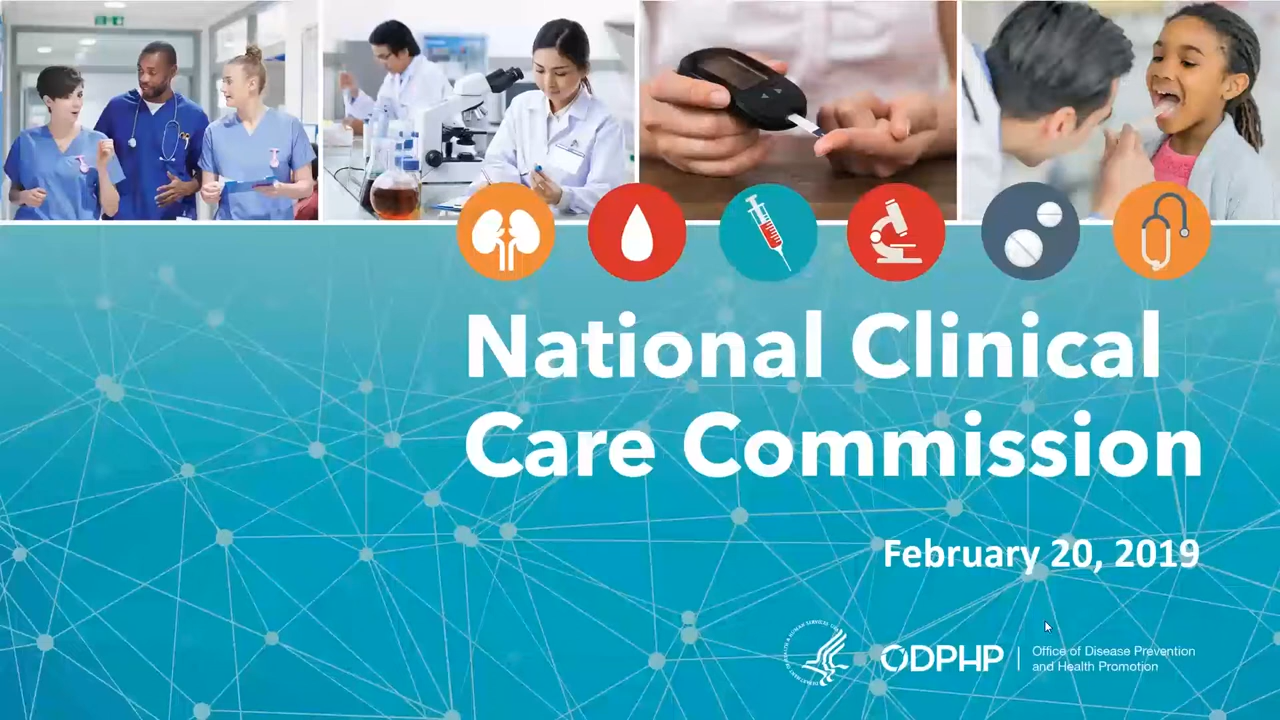 National Clinical
Care Commission
February 20, 2019
ODPHP
Office of Disease Prevention
and Health Promotion